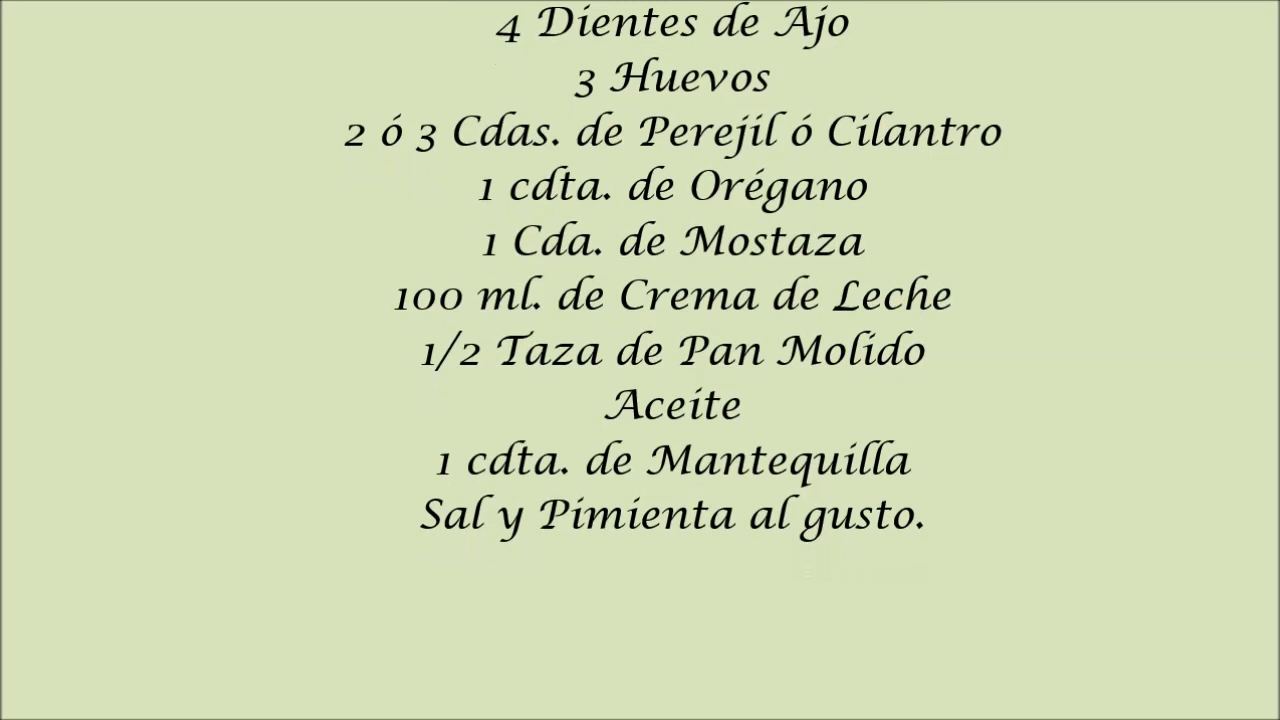 4 Dientes de Ajo
3 Huevos
2 ó 3 Cdas. de Perejil ó Cilantro
1 cdta. de Orégano
1 Cda. de Mostaza
100 ml. de Crema de Leche
1/2 Taza de Pan Molido
Aceite
1 cdta. de Mantequilla
Sal y Pimienta al gusto.